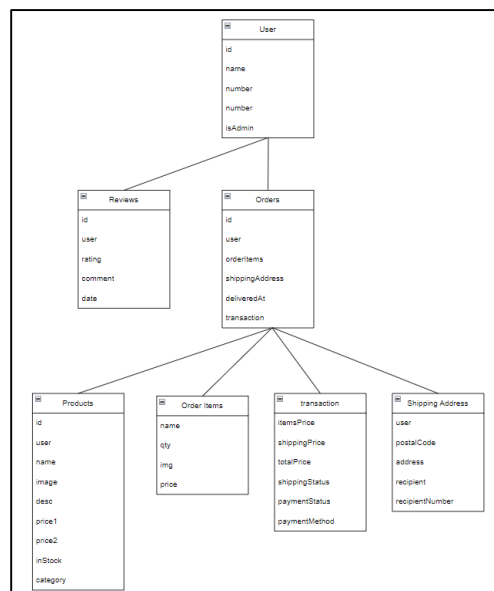 User
id
name
number
number
isAdmin
Reviews
id
user
rating
comment
date
Orders
id
user
orderItems
shippingAddress
deliveredAt
transaction
Products
id
user
name
image
desc
price1
price2
inStock
category
Order Items
name
qty
img
price
transaction
itemsPrice
shippingPrice
totalPrice
shippingStatus
paymentStatus
paymentMethod
Shipping Address
user
postalCode
address
recipient
recipientNumber